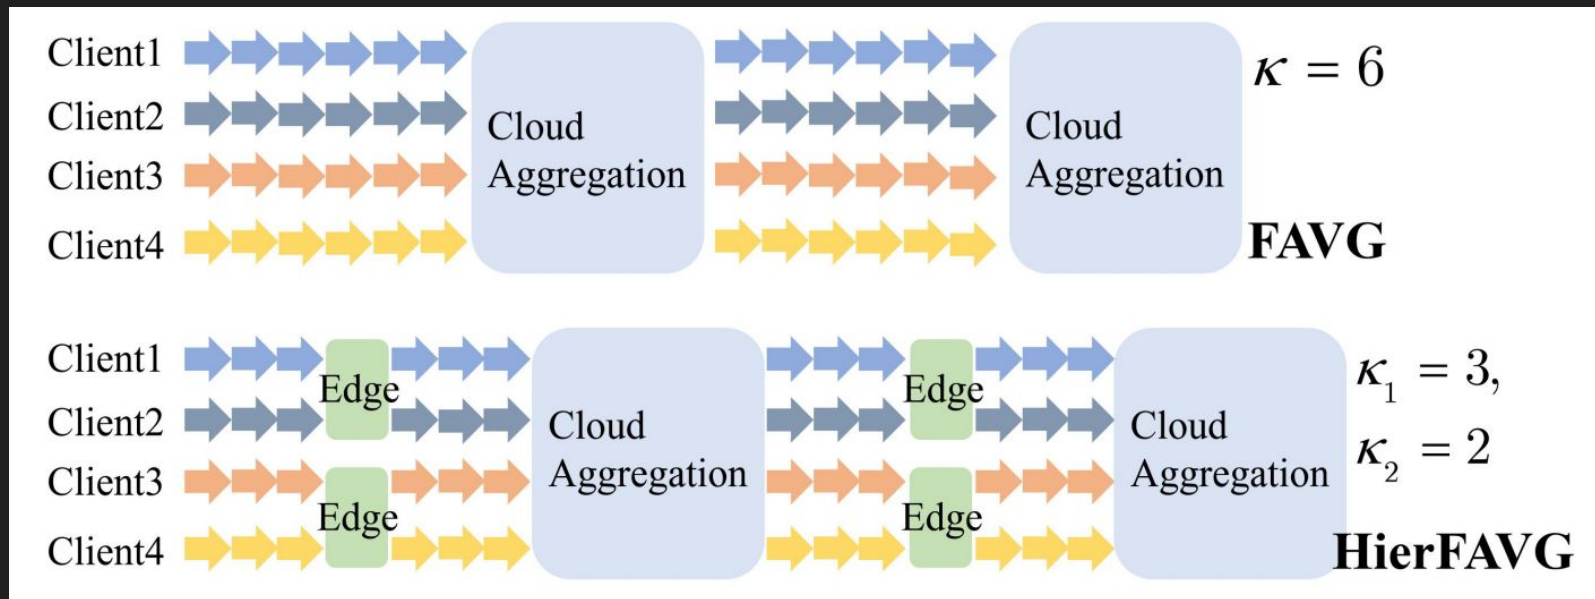 Client1
Client2
Client3
Client4
Cloud
Aggregation
Cloud
Aggregation
κ = 6
FAVG
Client1
Client2
Client3
Client4
Edge
Edge
Cloud
Aggregation
Edge
Edge
Cloud
Aggregation
κ₁ = 3,
κ₂ = 2
HierFAVG